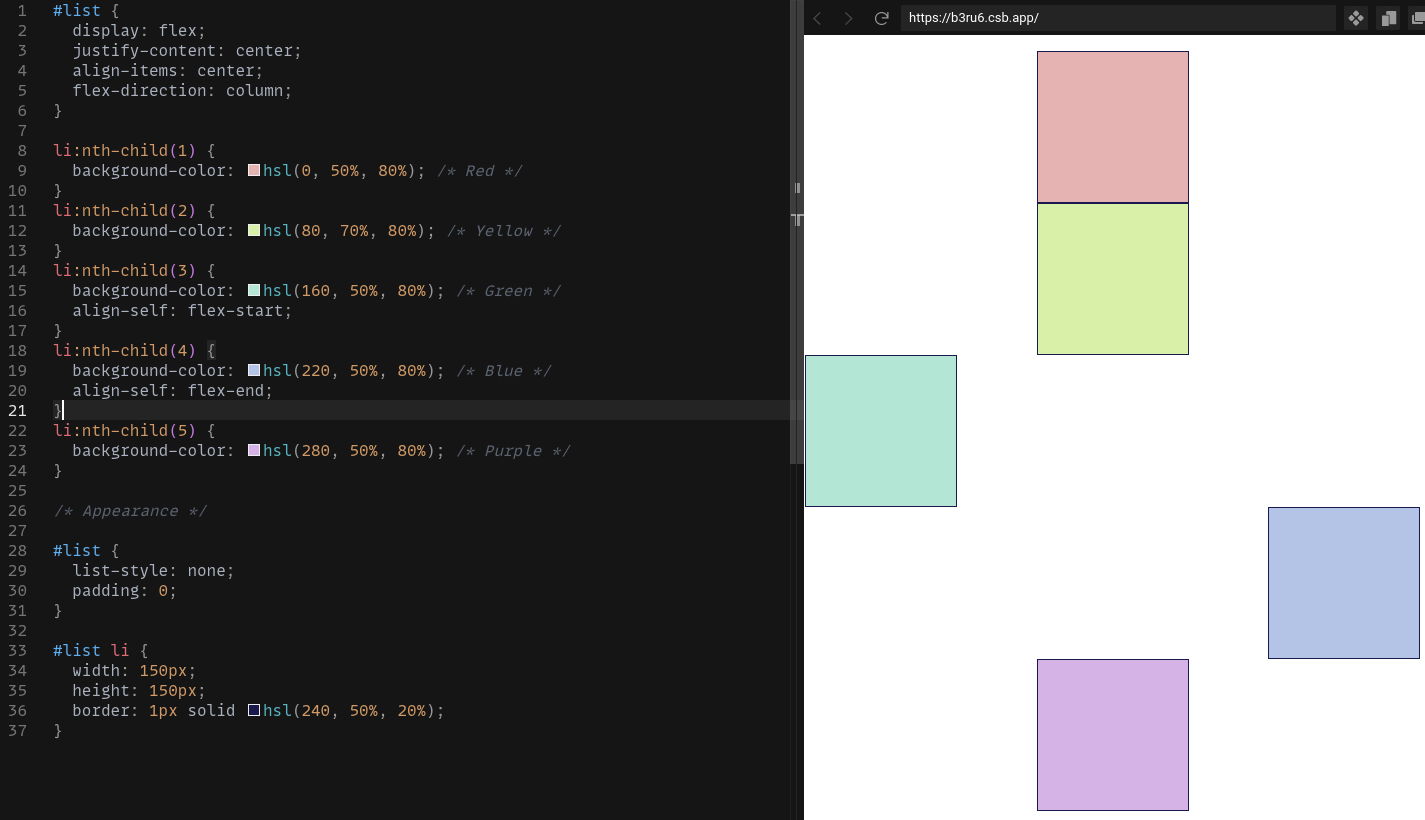 https://b3ru6.csb.app/
1 #list {
2   display: flex;
3   justify-content: center;
4   align-items: center;
5   flex-direction: column;
6 }
7
8 li:nth-child(1) {
9   background-color: hsl(0, 50%, 80%); /* Red */
10 }
11 li:nth-child(2) {
12   background-color: hsl(80, 70%, 80%); /* Yellow */
13 }
14 li:nth-child(3) {
15   background-color: hsl(160, 50%, 80%); /* Green */
16   align-self: flex-start;
17 }
18 li:nth-child(4) {
19   background-color: hsl(220, 50%, 80%); /* Blue */
20   align-self: flex-end;
21 }
22 li:nth-child(5) {
23   background-color: hsl(280, 50%, 80%); /* Purple */
24 }
25
26 /* Appearance */
27
28 #list {
29   list-style: none;
30   padding: 0;
31 }
32
33 #list li {
34   width: 150px;
35   height: 150px;
36   border: 1px solid hsl(240, 50%, 20%);
37 }